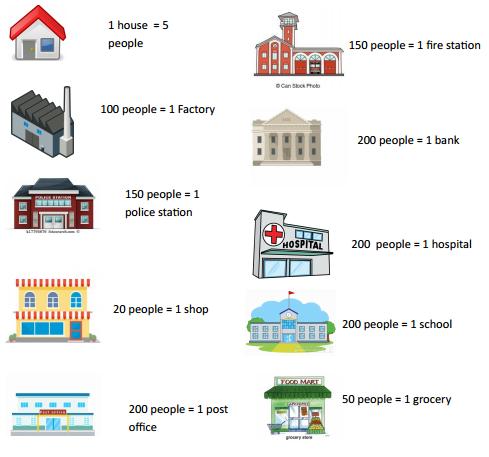 1 house = 5
people
100 people = 1 Factory
POLICE STATION
150 people = 1
police station
20 people = 1 shop
POST OFFICE
200 people = 1 post
office
150 people = 1 fire station
© Can Stock Photo
200 people = 1 bank
HOSPITAL
200 people = 1 hospital
200 people = 1 school
FOOD MART
50 people = 1 grocery
grocery store